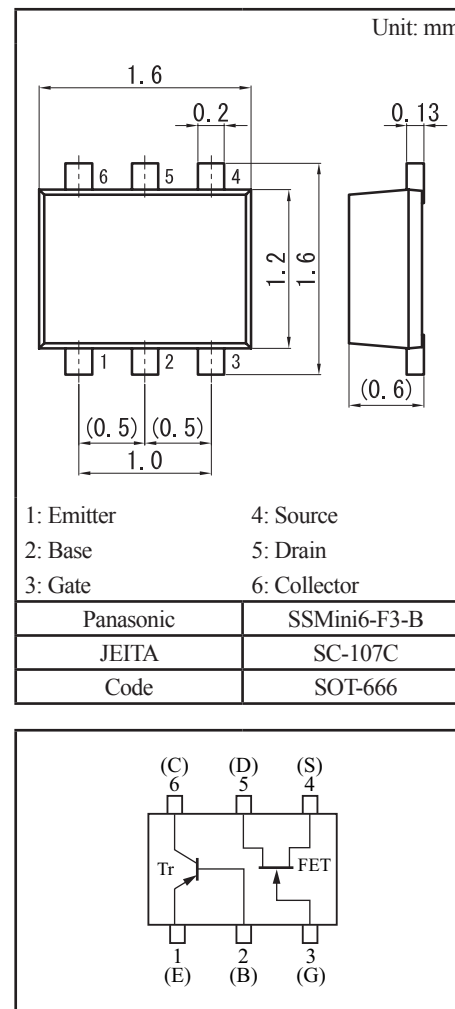 Unit: mm
1.6
0.2
0.13
6 5 4
1.2
1.6
1 2 3
(0.5) (0.5)
(0.6)
1.0
1: Emitter 4: Source
2: Base 5: Drain
3: Gate 6: Collector
Panasonic SSMini6-F3-B
JEITA SC-107C
Code SOT-666
(C) (D) (S)
6 5 4
Tr FET
1 2 3
(E) (B) (G)